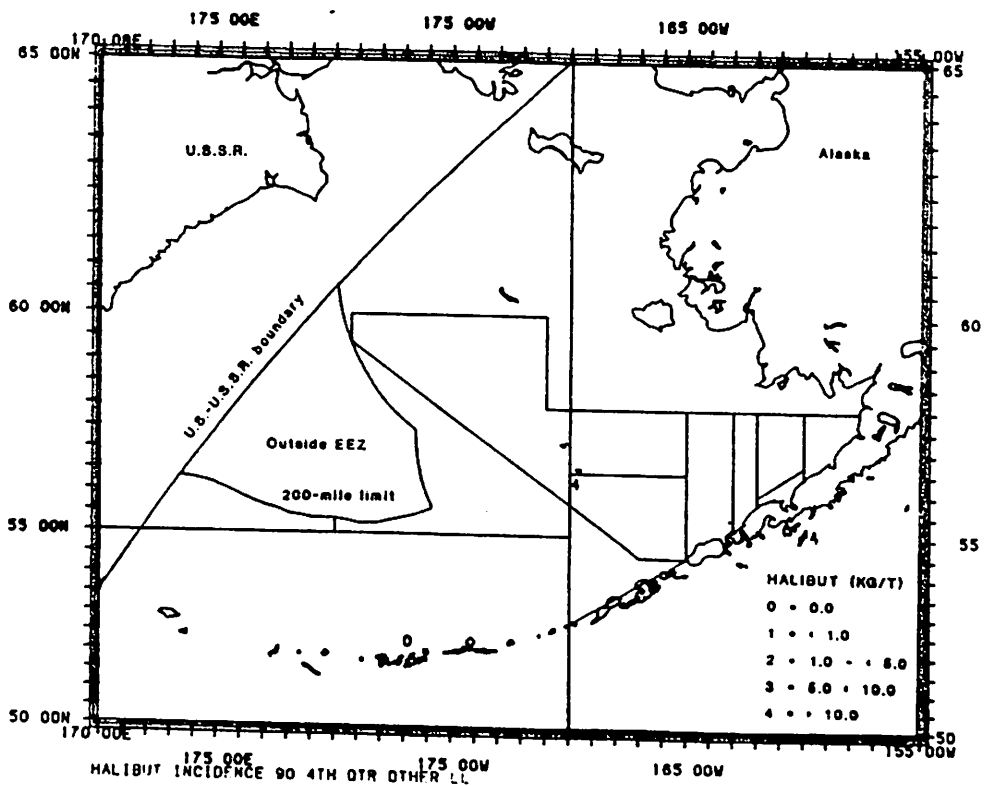 175 00E 175 00W 165 00W
170 00E 155 00W
65 00N 65
U.S.S.R. Alaska
60 00N 60
U.S.-U.S.S.R. boundary
Outside EEZ
4
3
4
200-mile limit
55 00N 55
4
HALIBUT (KG/T)
0 = 0.0
1 = < 1.0
0 0
2 = 1.0 - < 5.0
3 = 5.0 < 10.0
4 = > 10.0
50 00N 50
170 00E 155 00W
175 00E 175 00W 165 00W
HALIBUT INCIDENCE 90 4TH QTR OTHER LL